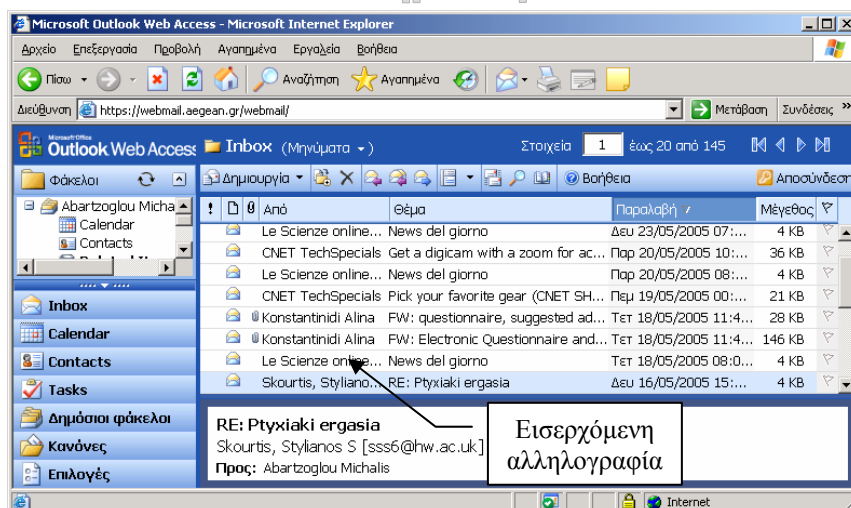 Microsoft Outlook Web Access - Microsoft Internet Explorer
Αρχείο Επεξεργασία Προβολή Αγαπημένα Εργαλεία Βοήθεια
Πίσω Αναζήτηση Αγαπημένα
Διεύθυνση https://webmail.aegean.gr/webmail/ Μετάβαση Συνδέσεις »
Microsoft Office
Outlook Web Access Inbox (Μηνύματα ) Στοιχεία 1 έως 20 από 145
Φάκελοι Δημιουργία Βοήθεια Αποσύνδεση
Abartzoglou Micha
Calendar
Contacts
Inbox
Calendar
Contacts
Tasks
Δημόσιοι φάκελοι
Κανόνες
Επιλογές
! Από Θέμα Παραλαβή Μέγεθος
Le Scienze online... News del giorno Δευ 23/05/2005 07:... 4 KB
CNET TechSpecials Get a digicam with a zoom for ac... Παρ 20/05/2005 10:... 36 KB
Le Scienze online... News del giorno Παρ 20/05/2005 08:... 4 KB
CNET TechSpecials Pick your favorite gear (CNET SH... Πεμ 19/05/2005 00:... 21 KB
Konstantinidi Alina FW: questionnaire, suggested ad... Τετ 18/05/2005 11:4... 28 KB
Konstantinidi Alina FW: Electronic Questionnaire and... Τετ 18/05/2005 11:4... 146 KB
Le Scienze online... News del giorno Τετ 18/05/2005 08:0... 4 KB
Skourtis, Styliano... RE: Ptyxiaki ergasia Δευ 16/05/2005 15:... 4 KB
RE: Ptyxiaki ergasia
Skourtis, Stylianos S [sss6@hw.ac.uk]
Προς: Abartzoglou Michalis
Εισερχόμενη
αλληλογραφία
Internet